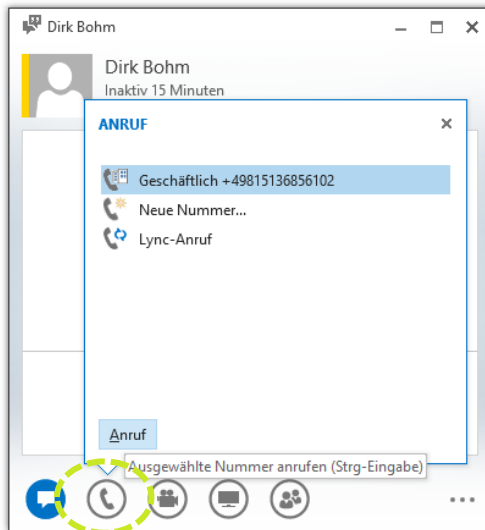 Dirk Bohm
Dirk Bohm
Inaktiv 15 Minuten
ANRUF
Geschäftlich +49815136856102
Neue Nummer...
Lync-Anruf
Anruf
Ausgewählte Nummer anrufen (Strg-Eingabe)